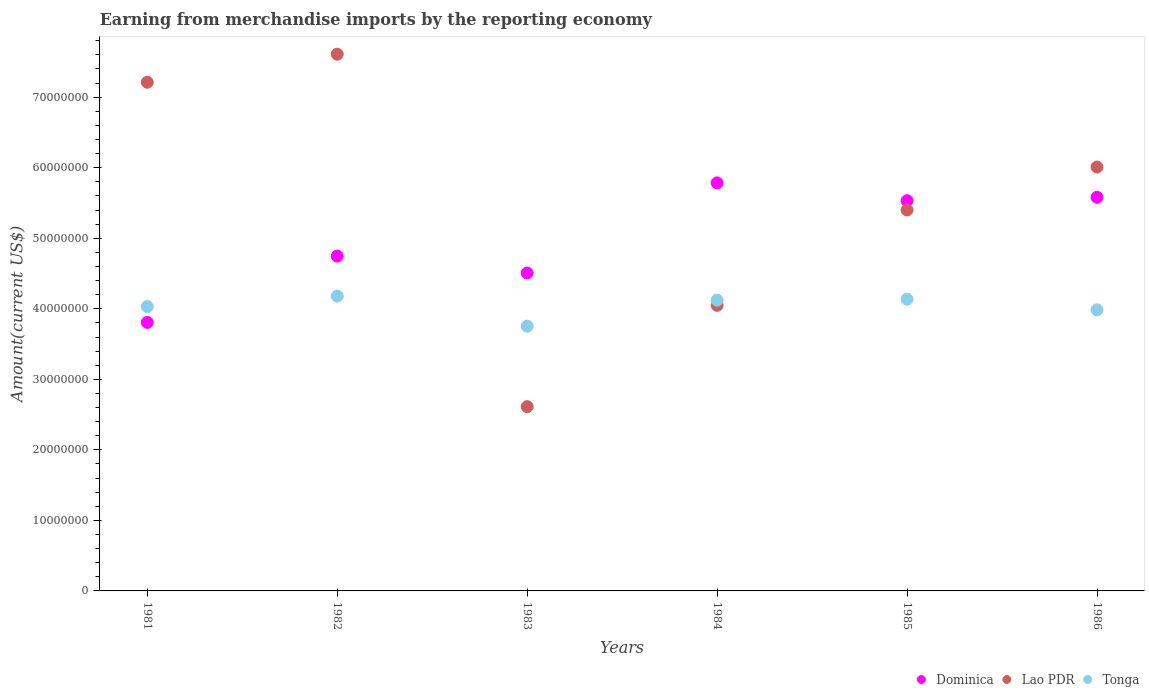 Earning from merchandise imports by the reporting economy
Amount(current US$)
70000000
60000000
50000000
40000000
30000000
20000000
10000000
0
1981
1982
1983
1984
1985
1986
Years
Dominica
Lao PDR
Tonga